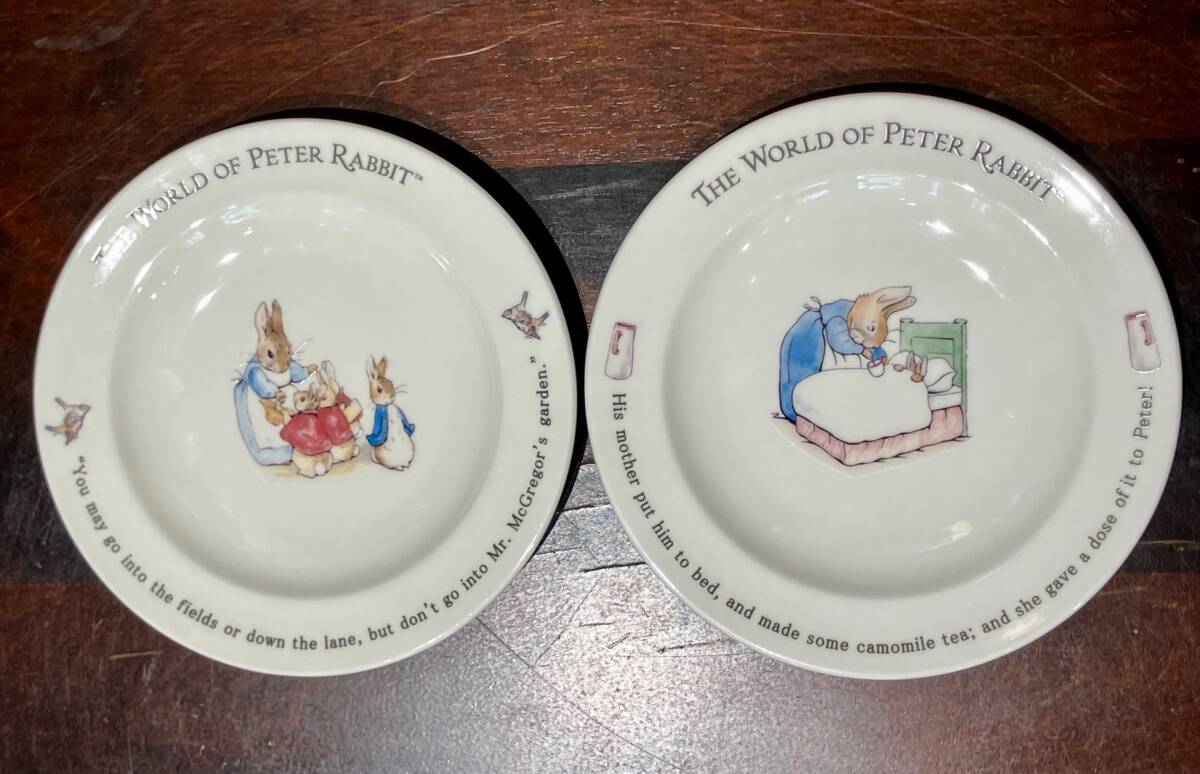 THE WORLD OF PETER RABBIT™
"You may go into the fields or down the lane, but don't go into Mr. McGregor's garden."
THE WORLD OF PETER RABBIT™
His mother put him to bed, and made some camomile tea; and she gave a dose of it to Peter!